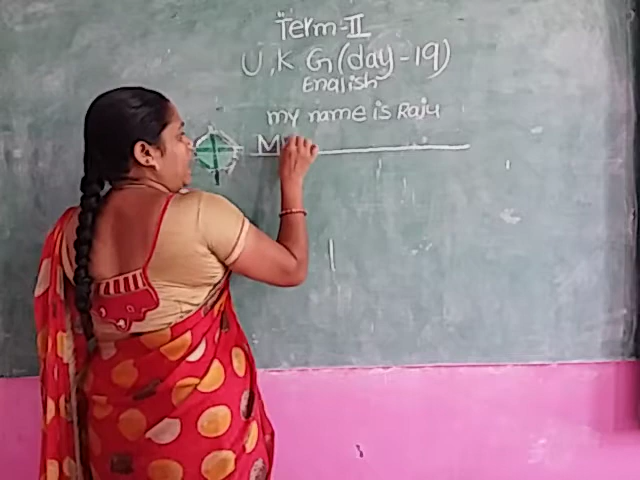 Term-II
U,K G(day-19)
English
my name is Raju
M